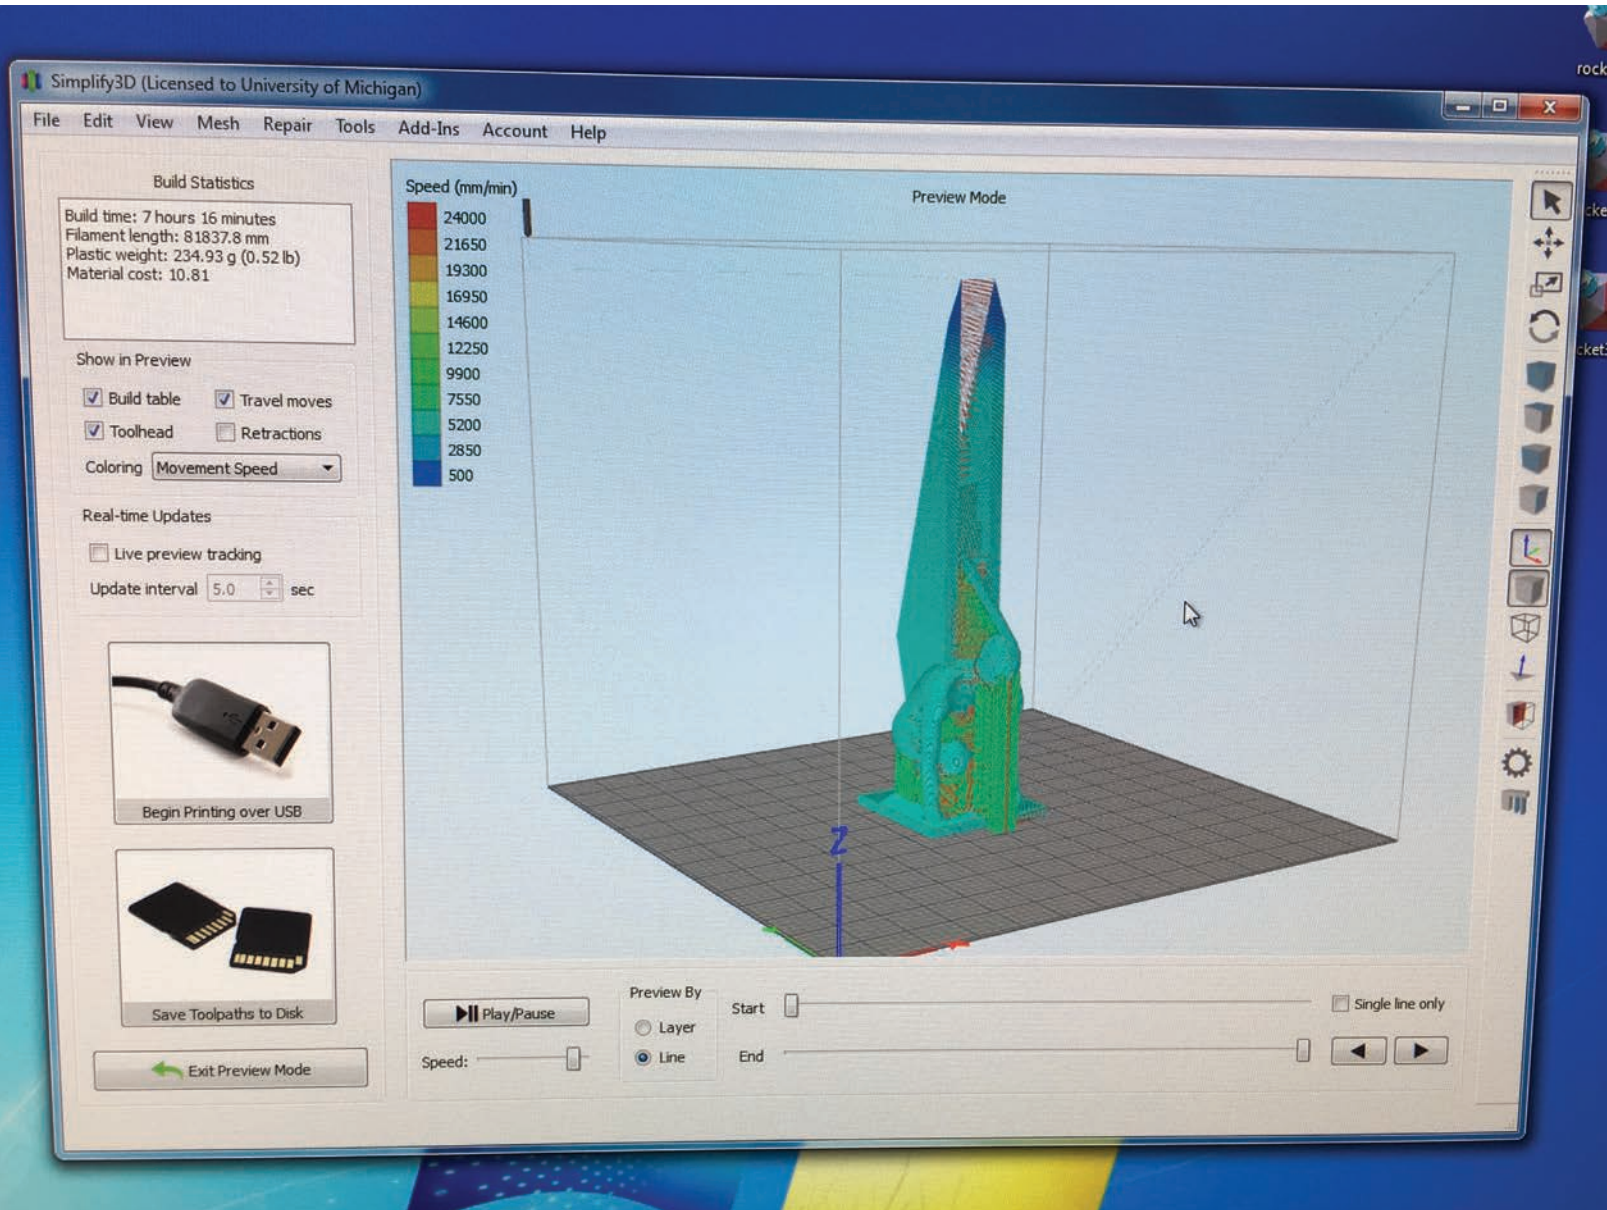 rock
Simplify3D (Licensed to University of Michigan)
File Edit View Mesh Repair Tools Add-Ins Account Help
Build Statistics
Build time: 7 hours 16 minutes
Filament length: 81837.8 mm
Plastic weight: 234.93 g (0.52 lb)
Material cost: 10.81
Show in Preview
Build table
Travel moves
Toolhead
Retractions
Coloring Movement Speed
Real-time Updates
Live preview tracking
Update interval 5.0 sec
Begin Printing over USB
Save Toolpaths to Disk
Exit Preview Mode
Speed (mm/min)
24000
21650
19300
16950
14600
12250
9900
7550
5200
2850
500
Preview Mode
Z
Play/Pause
Speed:
Preview By
Layer
Line
Start
End
Single line only
cke
cket